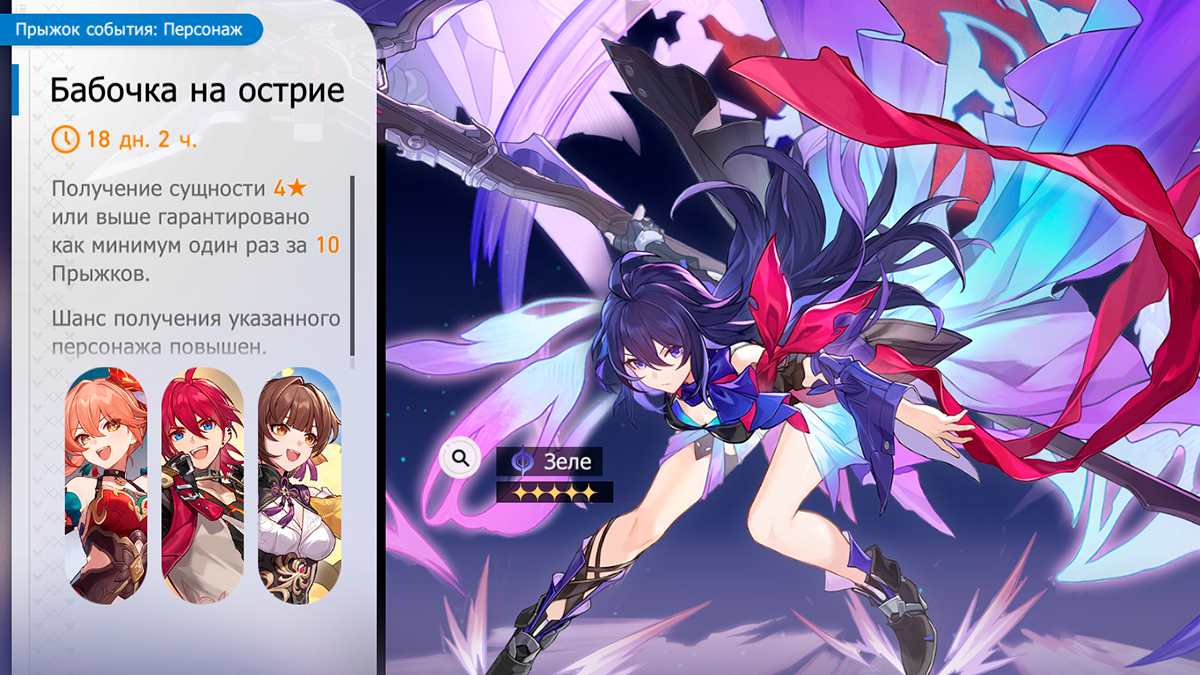 Прыжок события: Персонаж
Бабочка на острие
18 дн. 2 ч.
Получение сущности 4★
или выше гарантировано
как минимум один раз за 10
Прыжков.
Шанс получения указанного
персонажа повышен.
Зеле